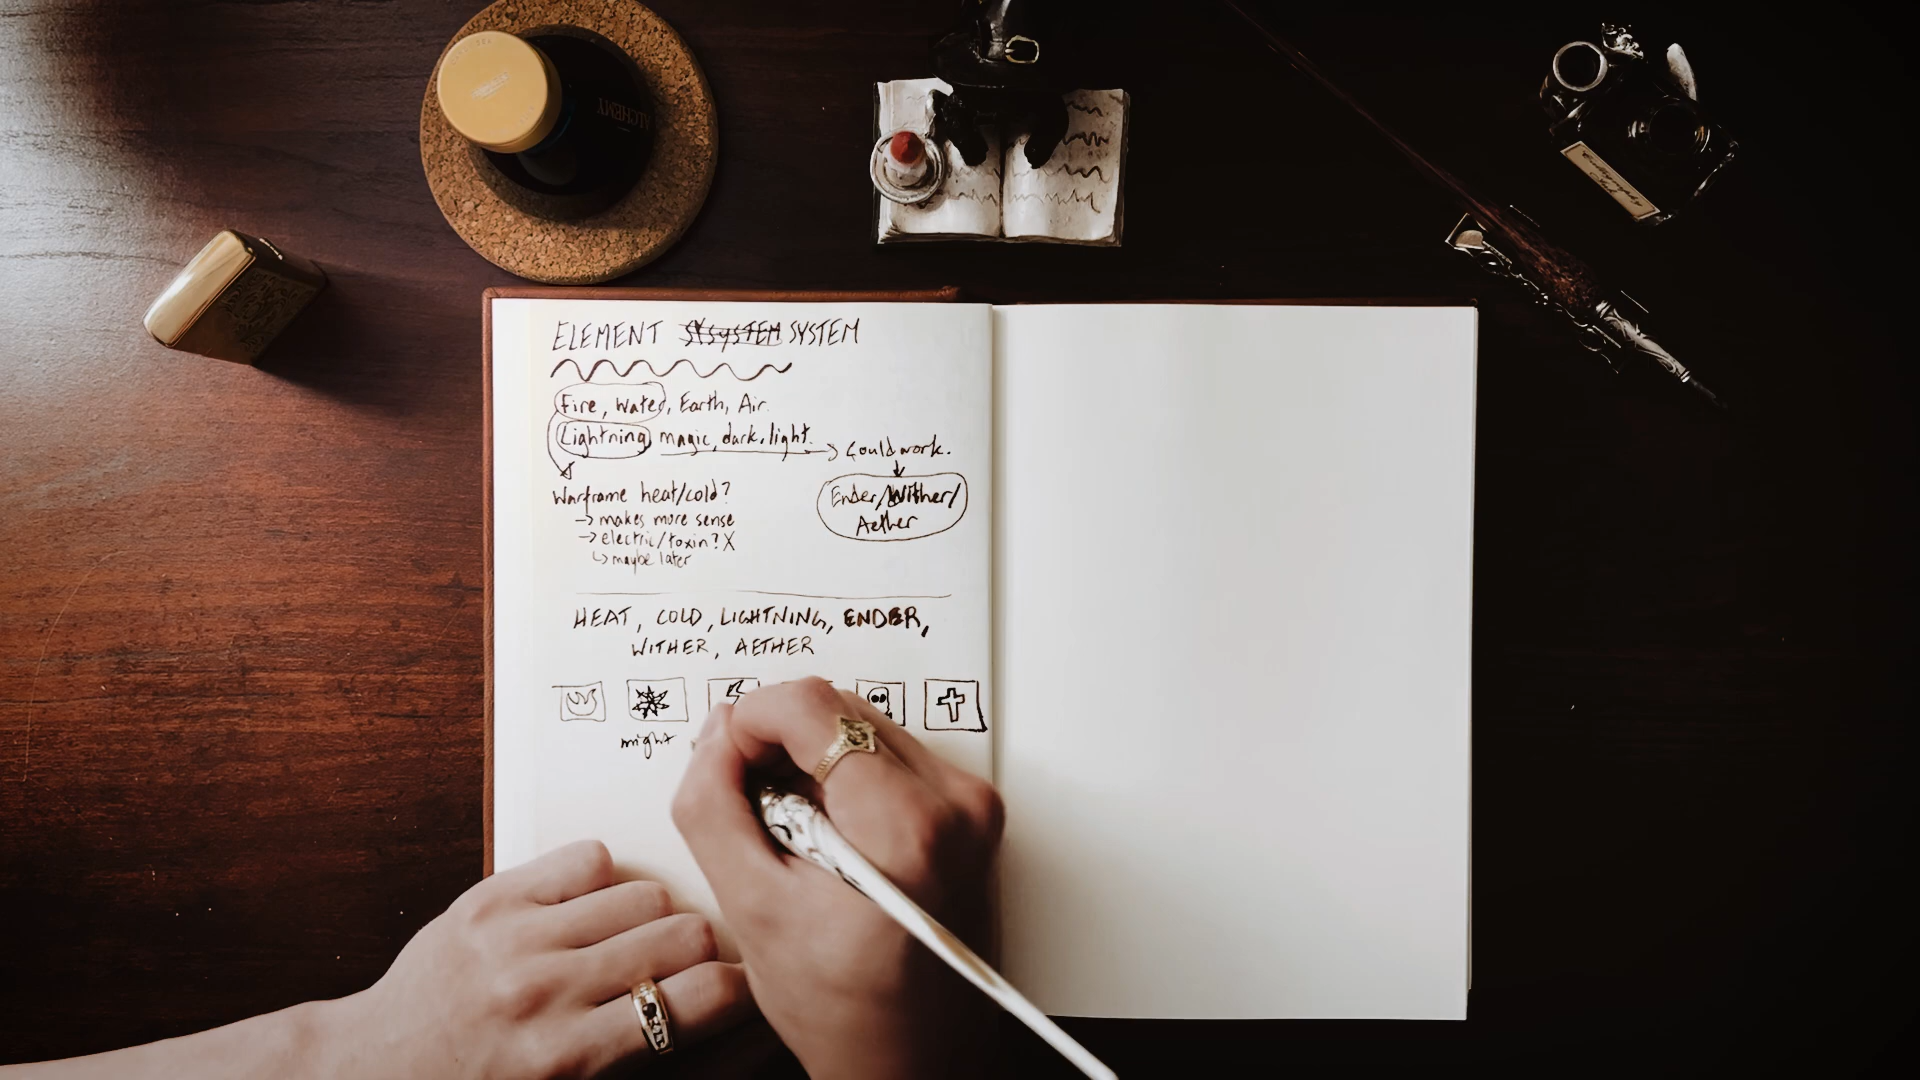 ALCHEMY
ELEMENT SYSYSTEM SYSTEM
Fire, Water, Earth, Air.
Lightning magic, dark, light. → Could work.
Ender/Wither/
Aether
Warframe heat/cold?
→ makes more sense
→ electric/toxin? X
↳ maybe later
HEAT, COLD, LIGHTNING, ENDER,
WITHER, AETHER
might